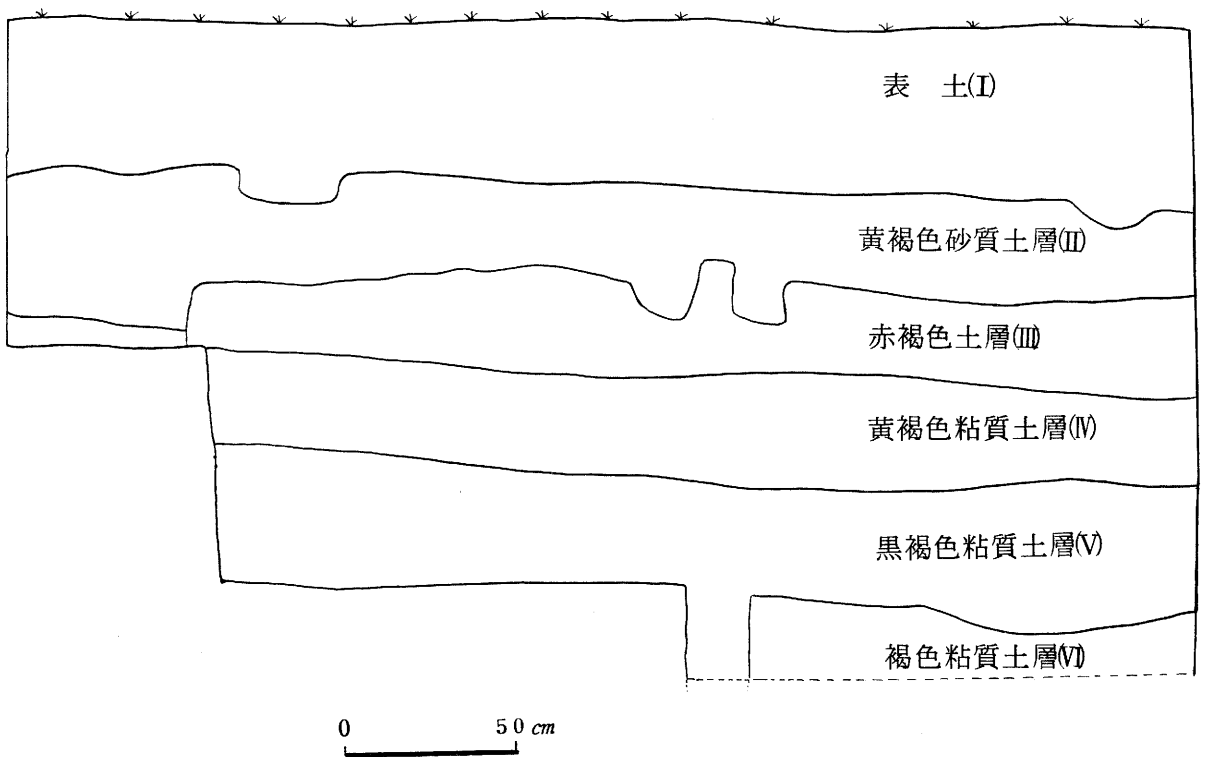 表　土(Ⅰ)
黄褐色砂質土層(Ⅱ)
赤褐色土層(Ⅲ)
黄褐色粘質土層(Ⅳ)
黒褐色粘質土層(Ⅴ)
褐色粘質土層(Ⅵ)
0 50cm